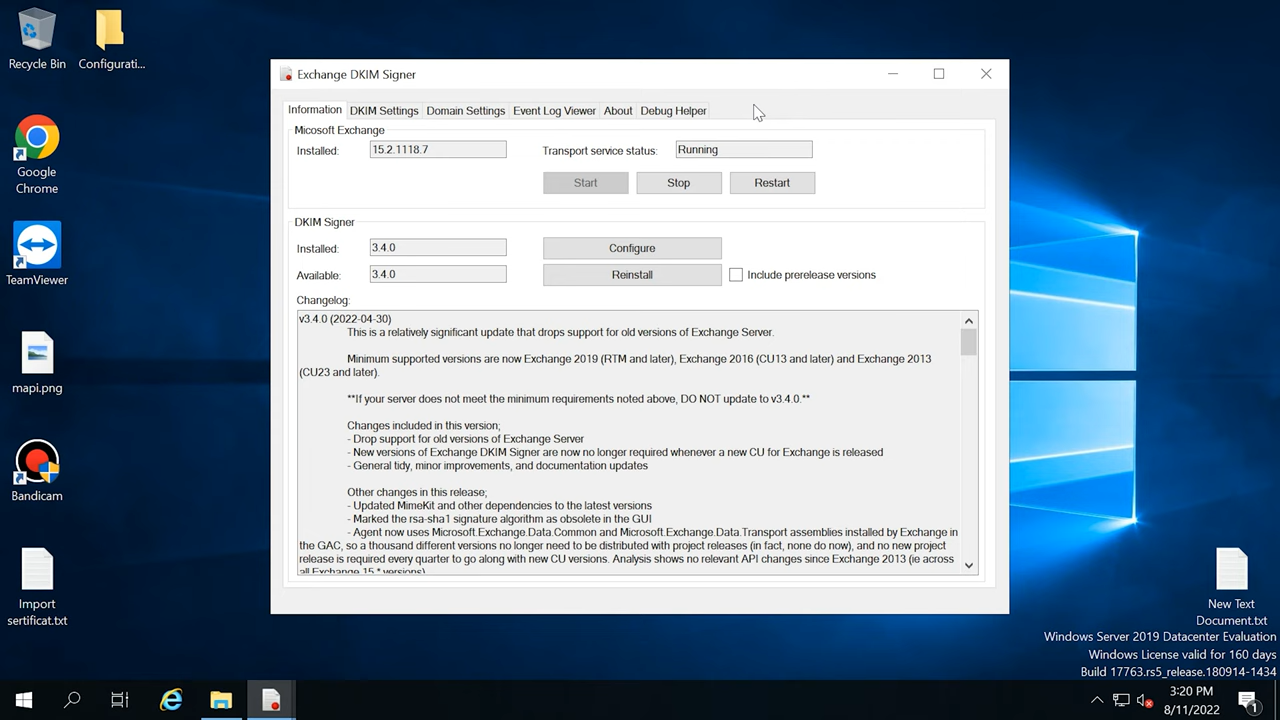 Recycle Bin
Configurati...
Google
Chrome
TeamViewer
mapi.png
Bandicam
Import
sertificat.txt
Exchange DKIM Signer
Information
DKIM Settings
Domain Settings
Event Log Viewer
About
Debug Helper
Micosoft Exchange
Installed:
15.2.1118.7
Transport service status:
Running
Start
Stop
Restart
DKIM Signer
Installed:
3.4.0
Configure
Available:
3.4.0
Reinstall
Include prerelease versions
Changelog:
v3.4.0 (2022-04-30)
This is a relatively significant update that drops support for old versions of Exchange Server.
Minimum supported versions are now Exchange 2019 (RTM and later), Exchange 2016 (CU13 and later) and Exchange 2013
(CU23 and later).
**If your server does not meet the minimum requirements noted above, DO NOT update to v3.4.0.**
Changes included in this version;
- Drop support for old versions of Exchange Server
- New versions of Exchange DKIM Signer are now no longer required whenever a new CU for Exchange is released
- General tidy, minor improvements, and documentation updates
Other changes in this release;
- Updated MimeKit and other dependencies to the latest versions
- Marked the rsa-sha1 signature algorithm as obsolete in the GUI
- Agent now uses Microsoft.Exchange.Data.Common and Microsoft.Exchange.Data.Transport assemblies installed by Exchange in
the GAC, so a thousand different versions no longer need to be distributed with project releases (in fact, none do now), and no new project
release is required every quarter to go along with new CU versions. Analysis shows no relevant API changes since Exchange 2013 (ie across
all Exchange 15.* versions)
New Text
Document.txt
Windows Server 2019 Datacenter Evaluation
Windows License valid for 160 days
Build 17763.rs5_release.180914-1434
3:20 PM
8/11/2022
1